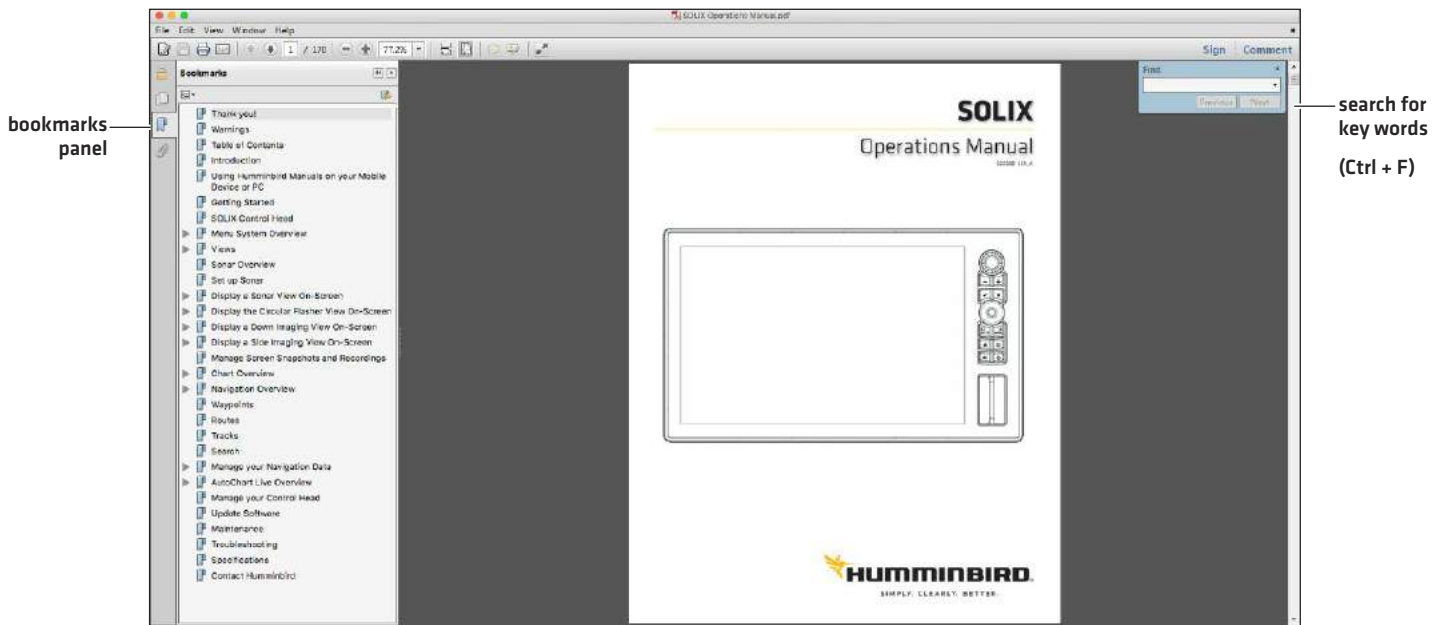 SOLIX Operations Manual.pdf
File Edit View Window Help
1 / 170 77.2% Sign Comment
Bookmarks
Find
Previous Next
Thank you!
Warnings
Table of Contents
Introduction
Using Humminbird Manuals on your Mobile
Device or PC
Getting Started
SOLIX Control Head
Menu System Overview
Views
Sonar Overview
Set up Sonar
Display a Sonar View On-Screen
Display the Circular Flasher View On-Screen
Display a Down Imaging View On-Screen
Display a Side Imaging View On-Screen
Manage Screen Snapshots and Recordings
Chart Overview
Navigation Overview
Waypoints
Routes
Tracks
Search
Manage your Navigation Data
AutoChart Live Overview
Manage your Control Head
Update Software
Maintenance
Troubleshooting
Specifications
Contact Humminbird
SOLIX
Operations Manual
HUMMINBIRD.
SIMPLY. CLEARLY. BETTER.
bookmarks
panel
search for
key words
(Ctrl + F)